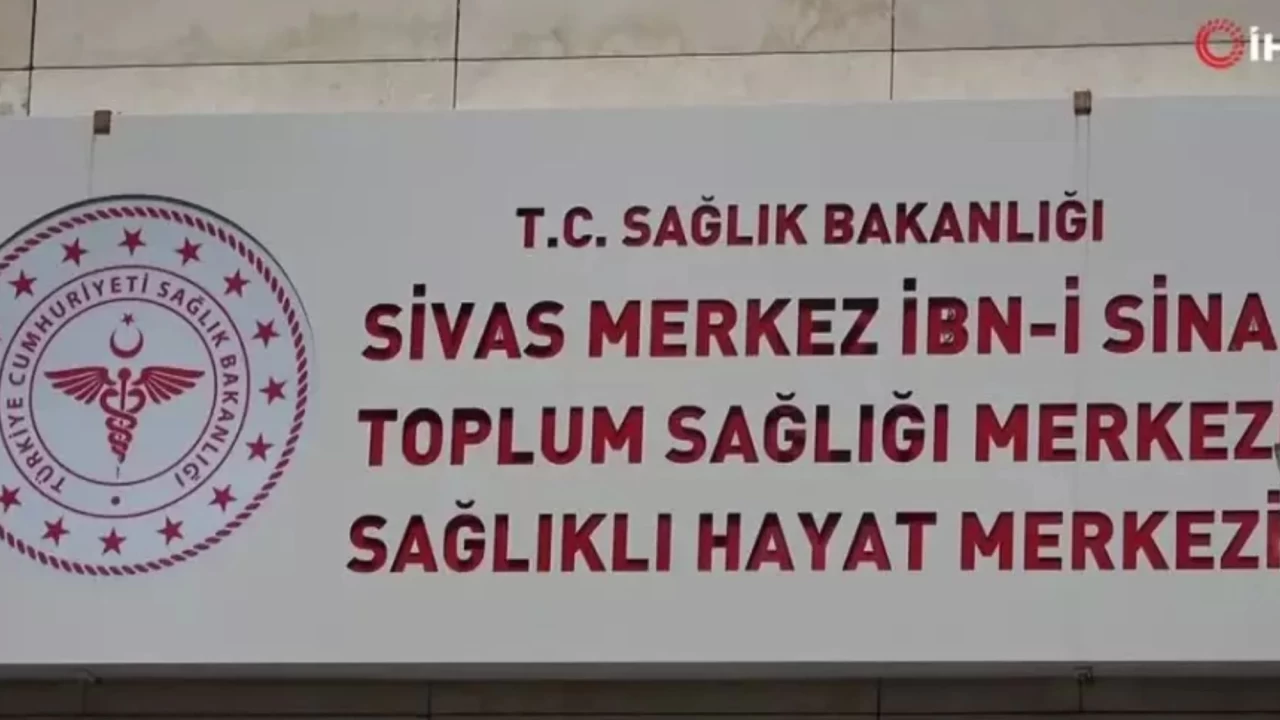 İH
T.C. SAĞLIK BAKANLIĞI
SİVAS MERKEZ İBN-İ SİNA
TOPLUM SAĞLIĞI MERKEZ
SAĞLIKLI HAYAT MERKEZİ
TÜRKİYE CUMHURİYETİ SAĞLIK BAKANLIĞI